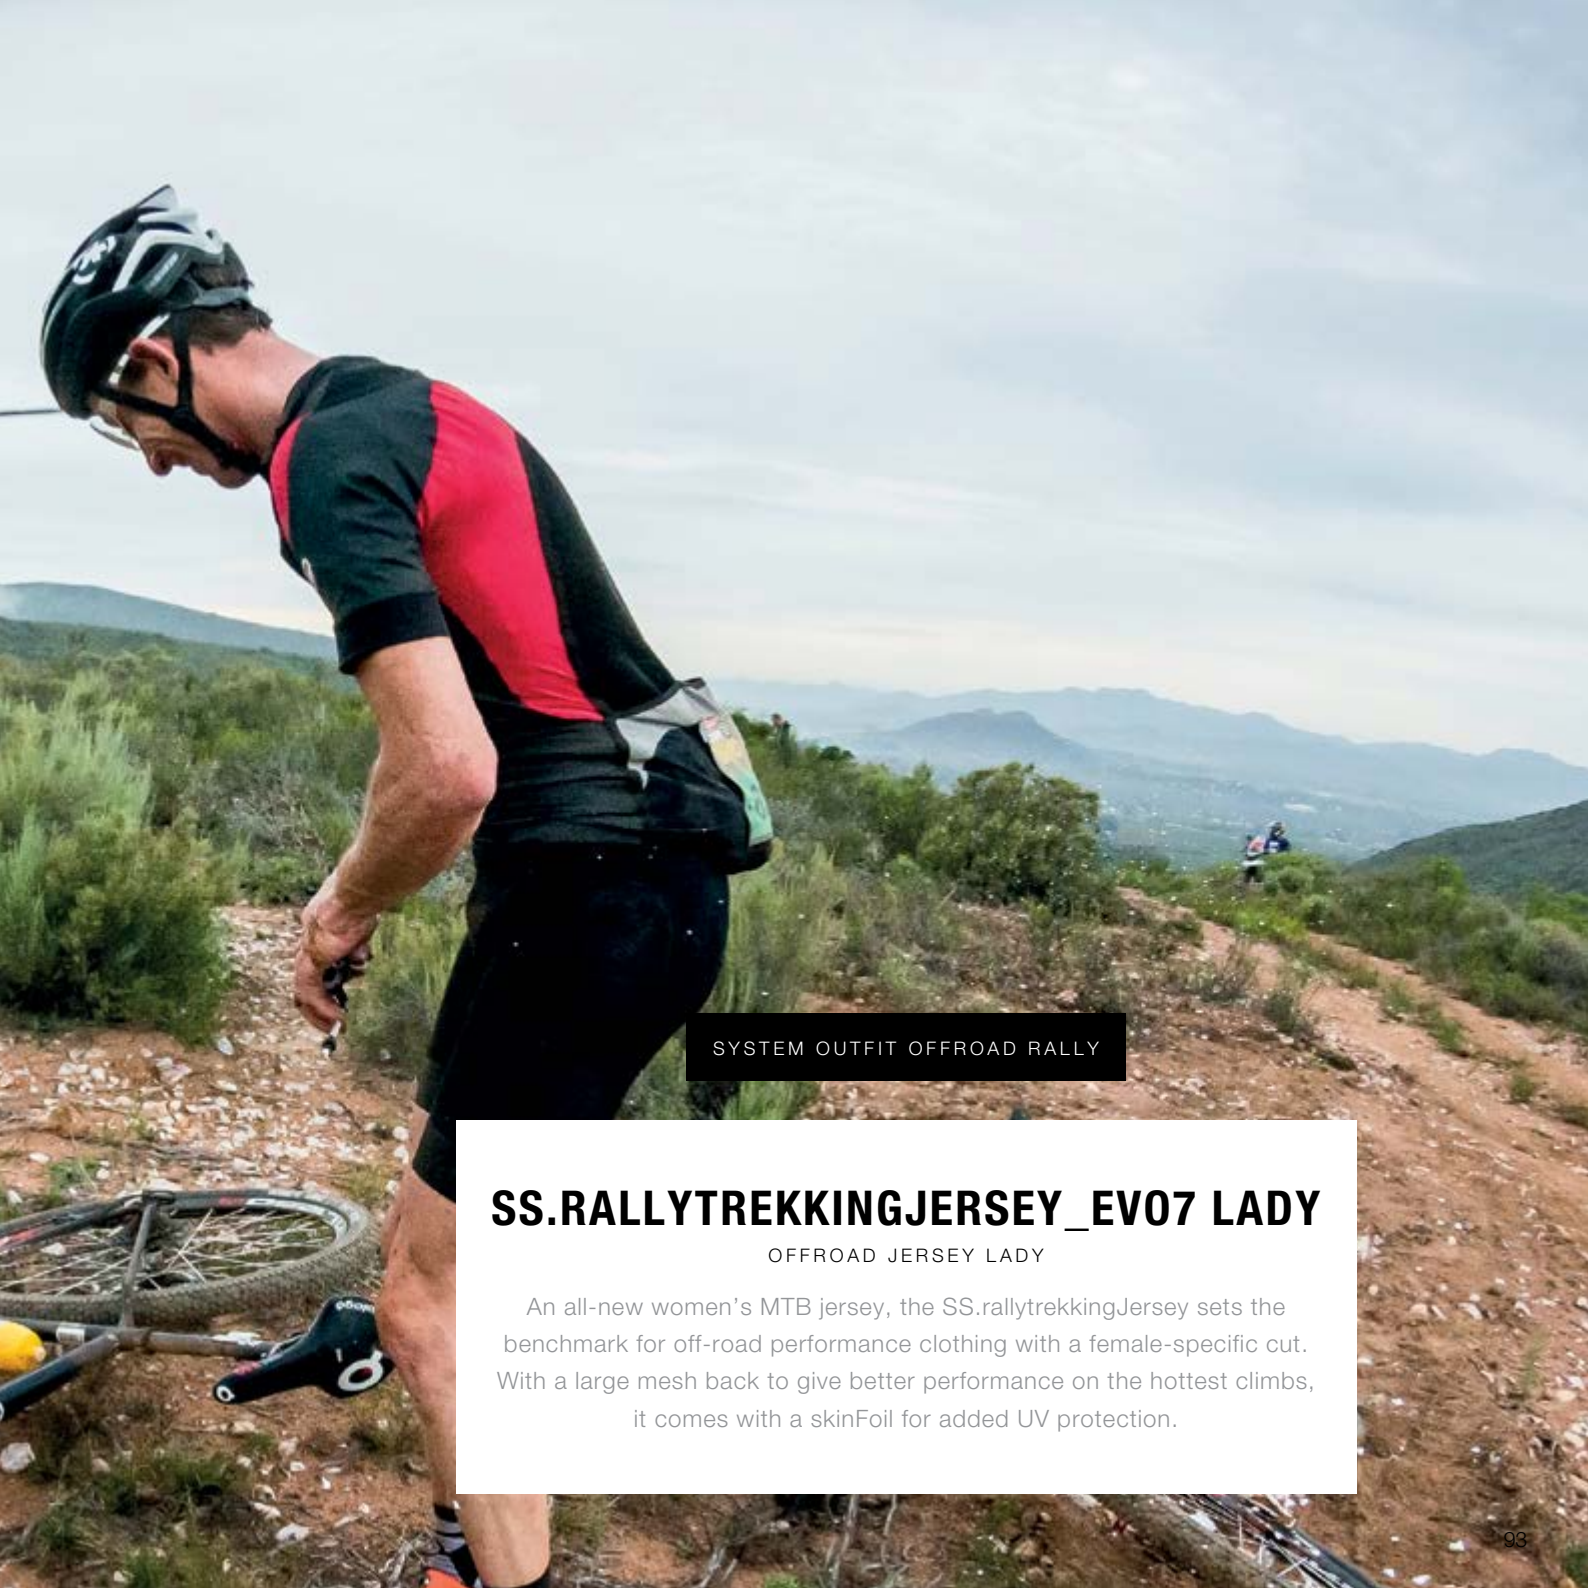 SYSTEM OUTFIT OFFROAD RALLY
SS.RALLYTREKKINGJERSEY_EVO7 LADY
OFFROAD JERSEY LADY
An all-new women's MTB jersey, the SS.rallytrekkingJersey sets the
benchmark for off-road performance clothing with a female-specific cut.
With a large mesh back to give better performance on the hottest climbs,
it comes with a skinFoil for added UV protection.
93